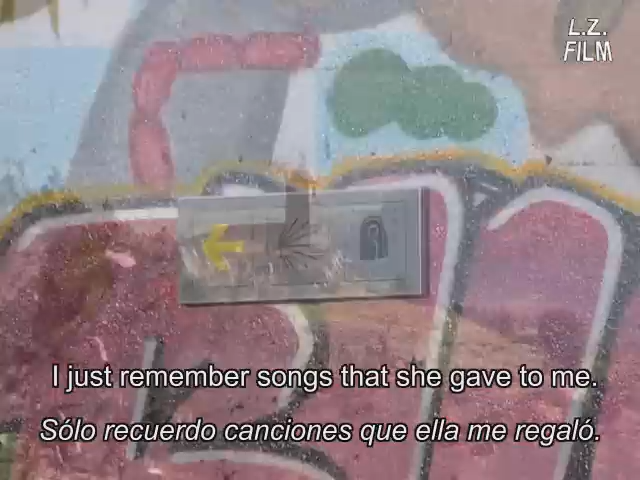 L.Z.
FILM
I just remember songs that she gave to me.
Sólo recuerdo canciones que ella me regaló.